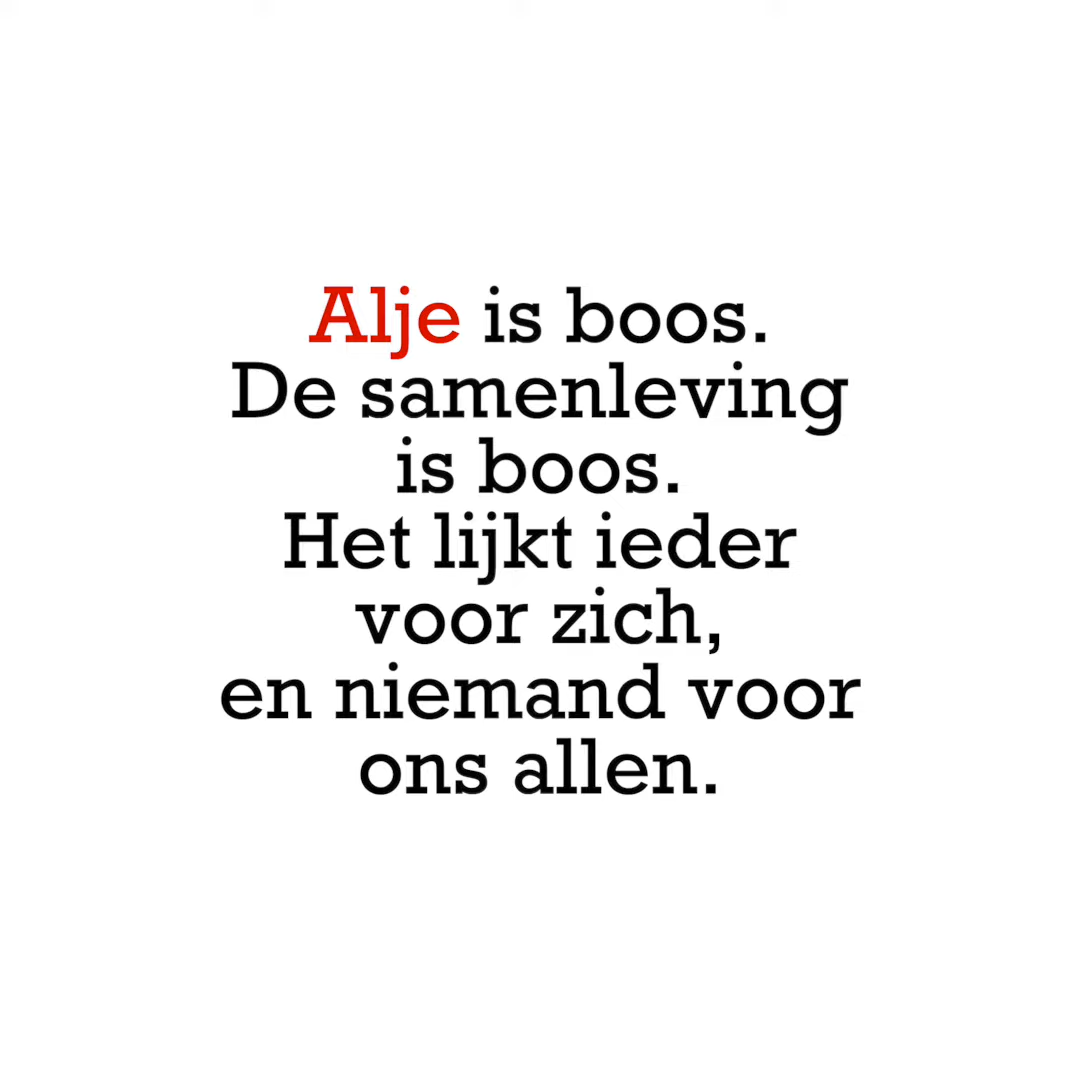 Alje is boos.
De samenleving
is boos.
Het lijkt ieder
voor zich,
en niemand voor
ons allen.